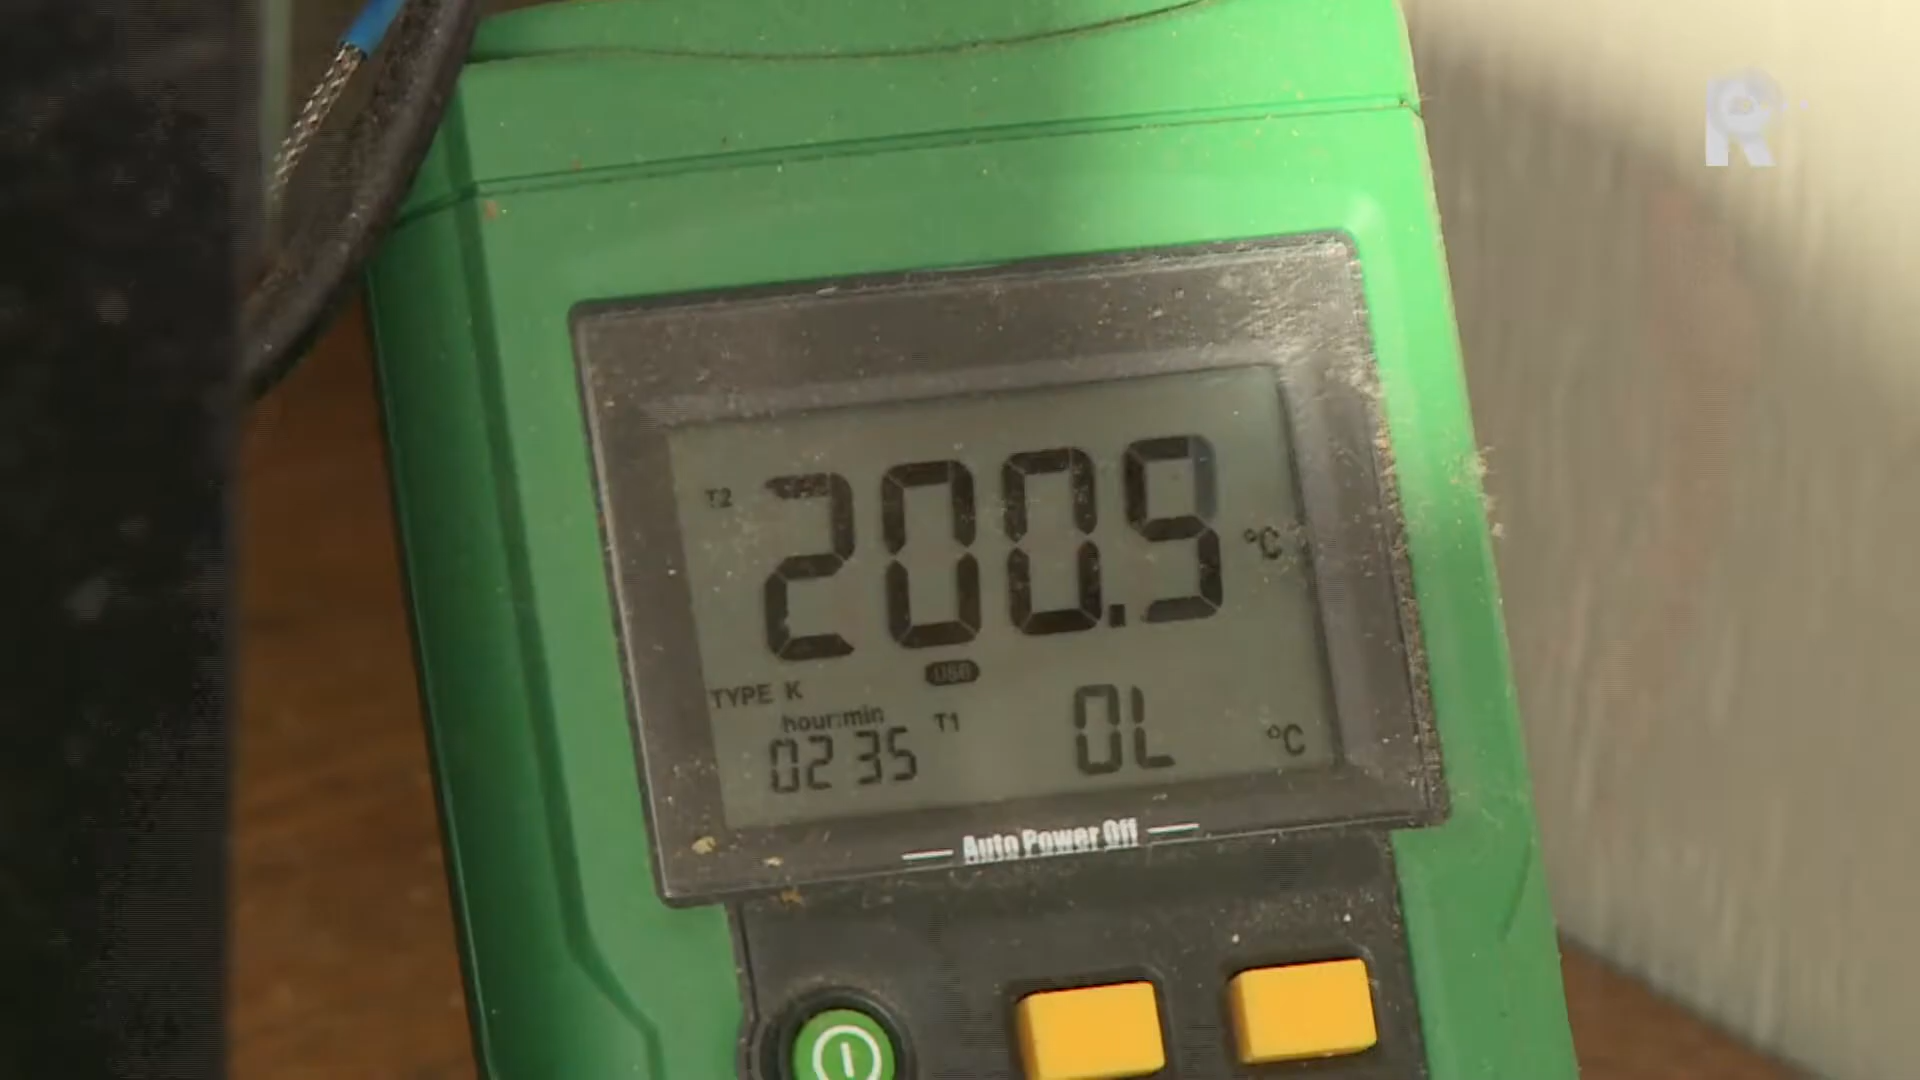 T2 200.9 °C
USB
TYPE K
hour:min T1 OL °C
02 35
Auto Power Off
R